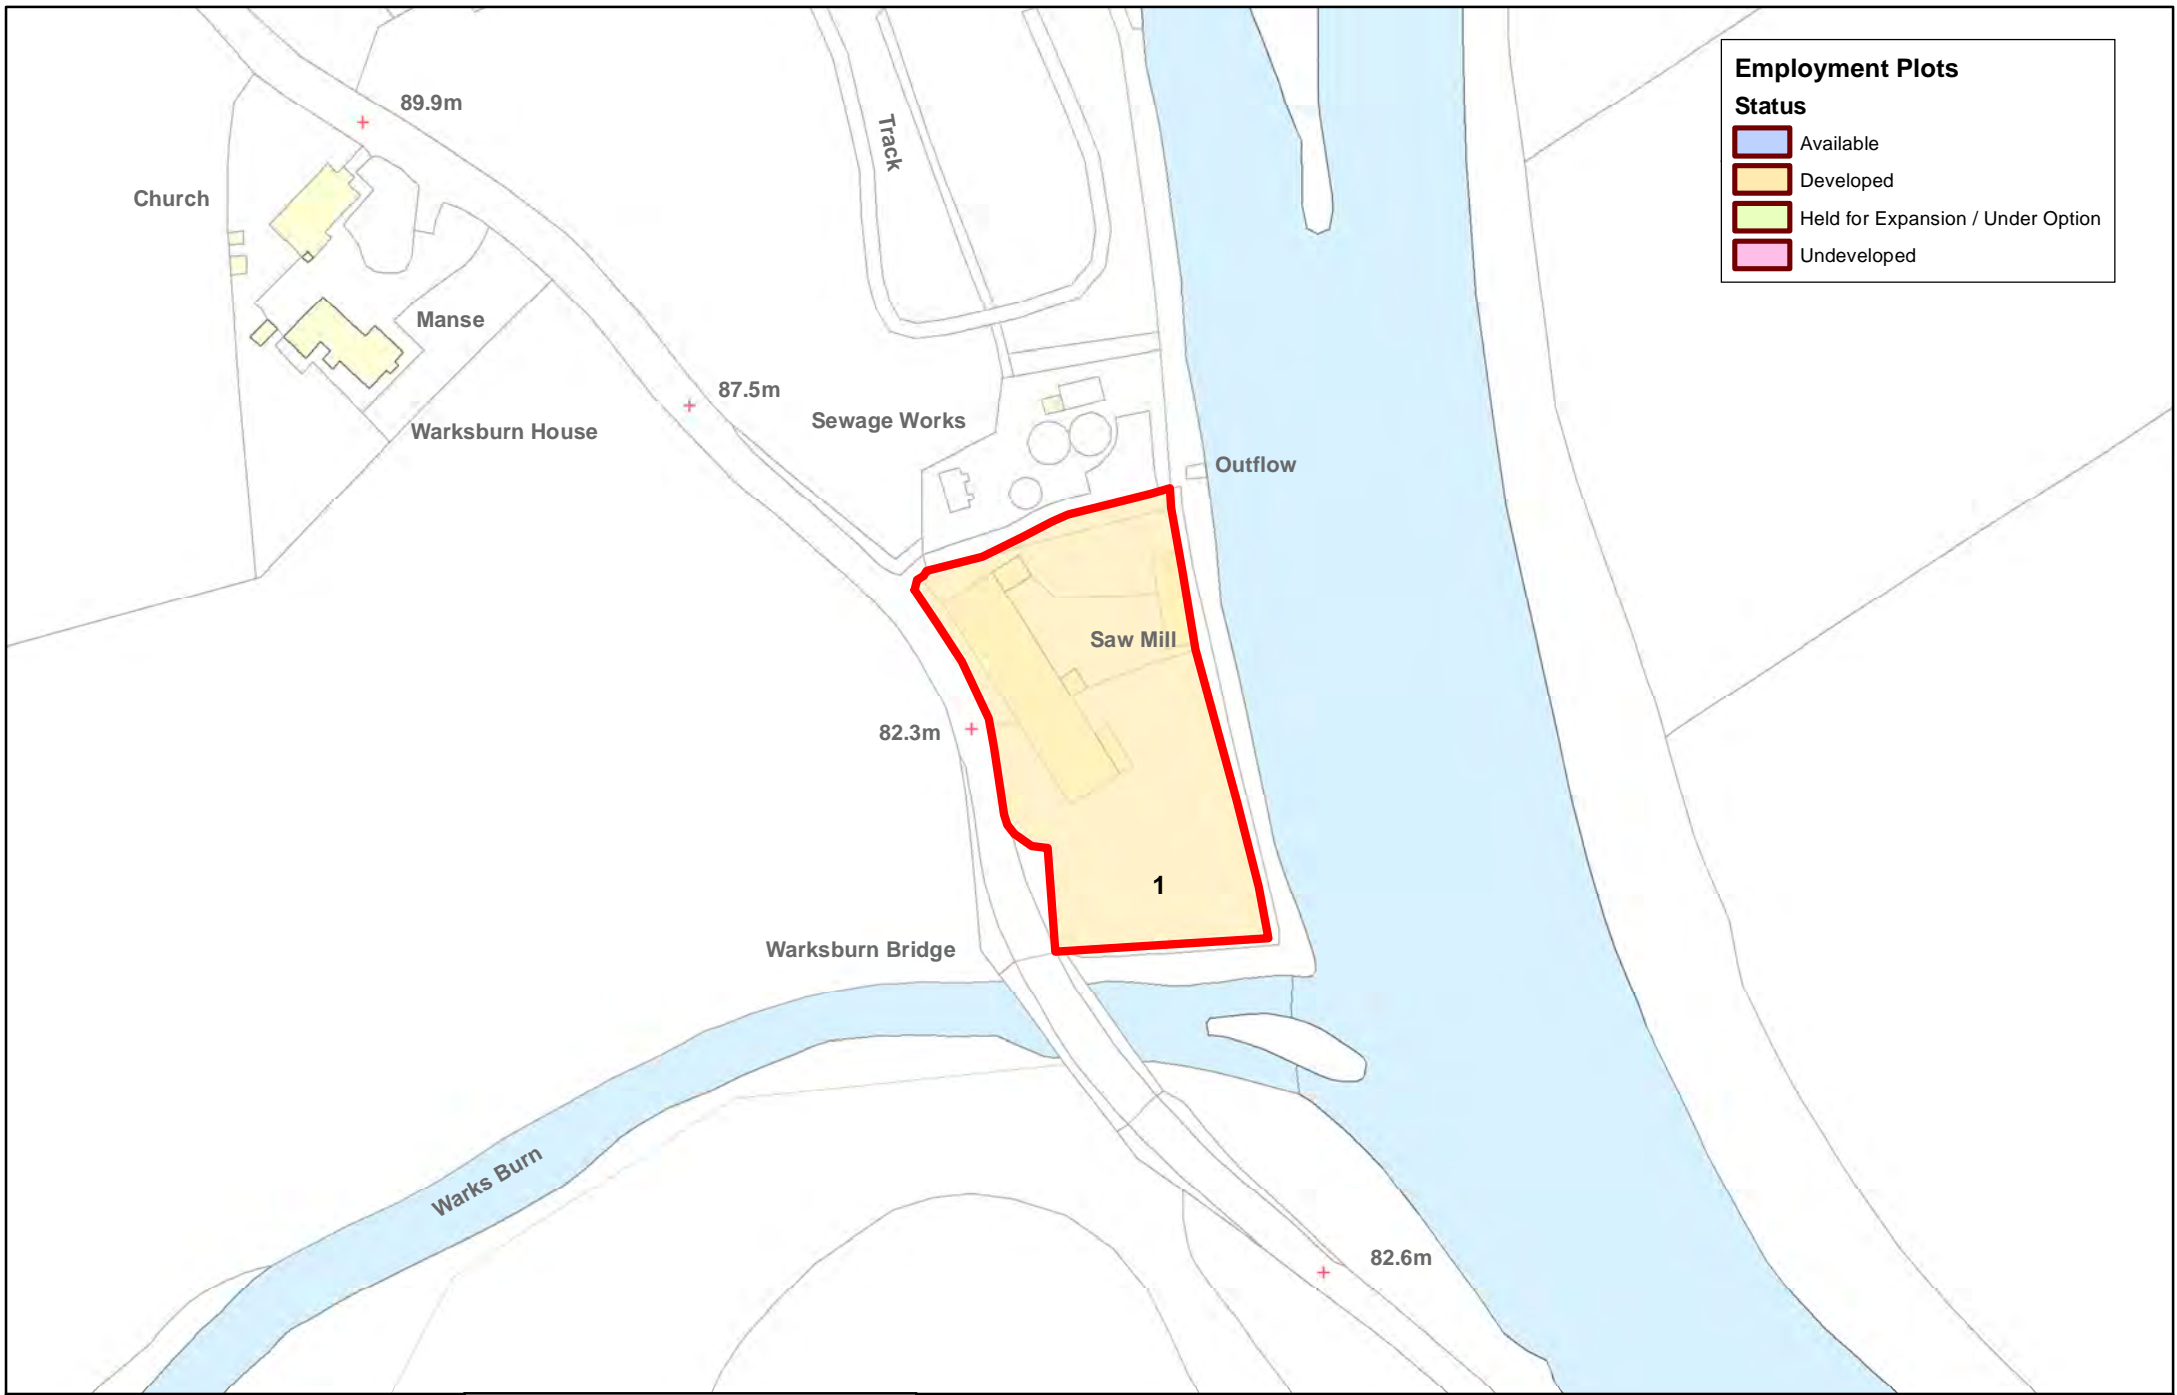 Employment Plots
Status
Available
Developed
Held for Expansion / Under Option
Undeveloped
89.9m
Track
Church
Manse
87.5m
Warksburn House
Sewage Works
Outflow
Saw Mill
82.3m
1
Warksburn Bridge
Warks Burn
82.6m